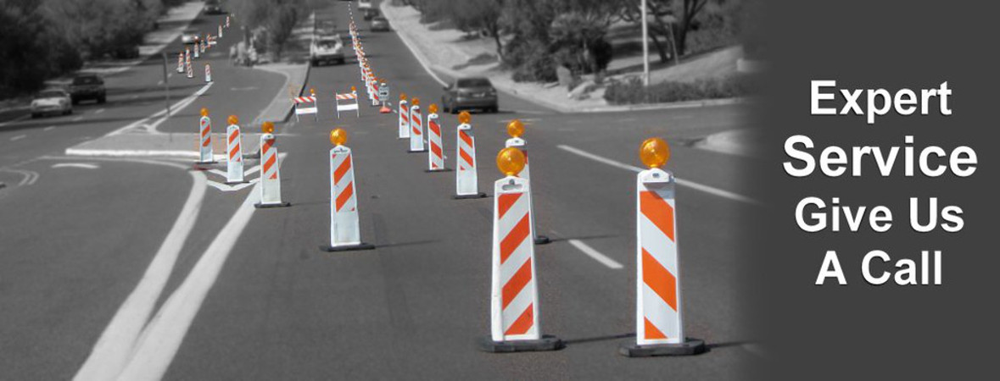 Expert
Service
Give Us
A Call